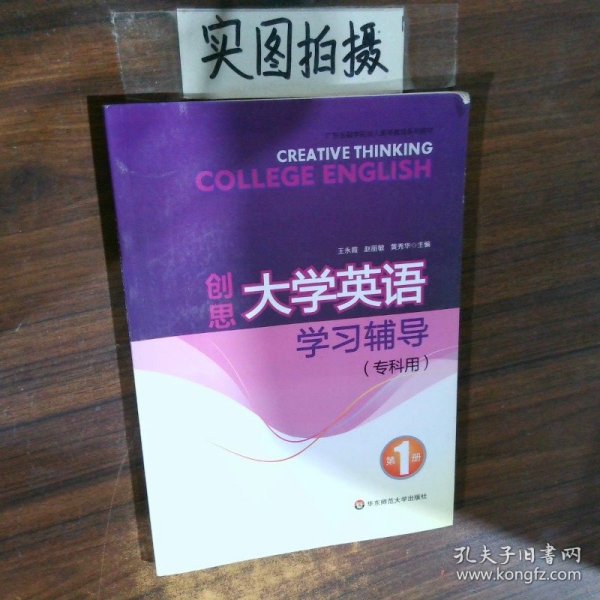 实图拍摄
CREATIVE THINKING
COLLEGE ENGLISH
王永霞 赵丽敏 黄秀华◇主编
创思
大学英语
学习辅导
(专科用)
第1册
华东师范大学出版社
孔夫子旧书网
www.kongfz.com